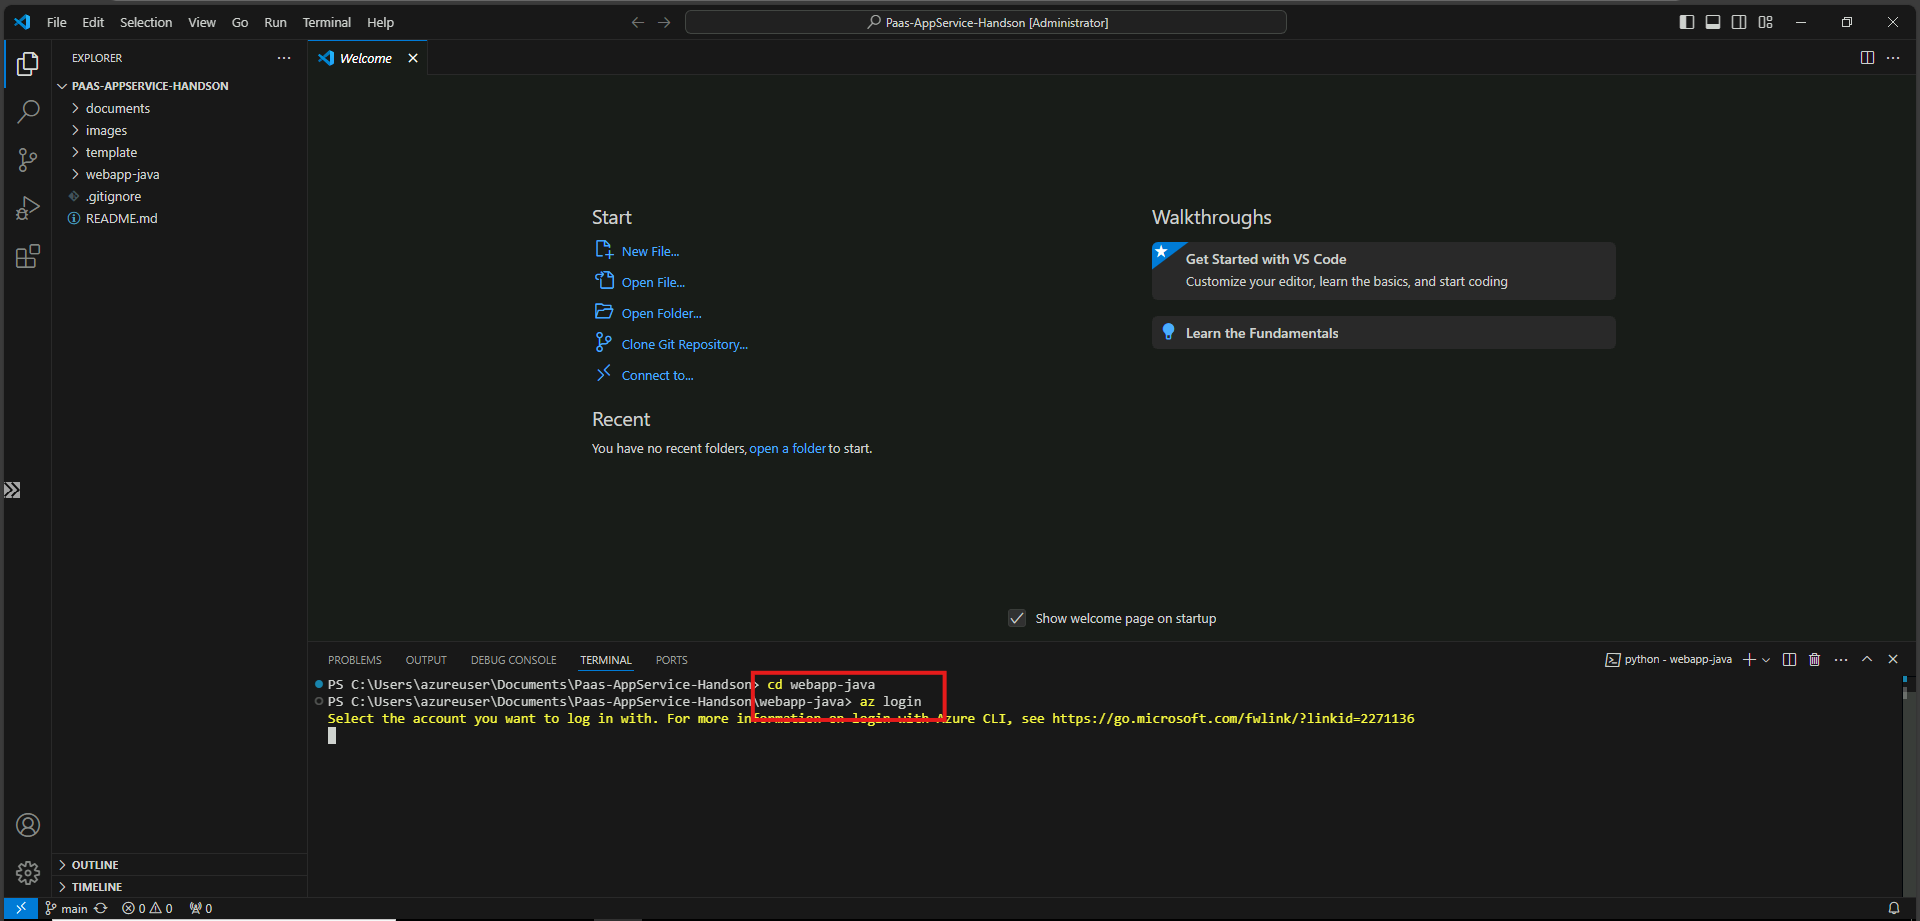 File Edit Selection View Go Run Terminal Help
Paas-AppService-Handson [Administrator]
EXPLORER
Welcome
PAAS-APPSERVICE-HANDSON
documents
images
template
webapp-java
.gitignore
README.md
Start
New File...
Open File...
Open Folder...
Clone Git Repository...
Connect to...
Recent
You have no recent folders, open a folder to start.
Walkthroughs
Get Started with VS Code
Customize your editor, learn the basics, and start coding
Learn the Fundamentals
Show welcome page on startup
PROBLEMS OUTPUT DEBUG CONSOLE TERMINAL PORTS
python - webapp-java
PS C:\Users\azureuser\Documents\Paas-AppService-Handson> cd webapp-java
PS C:\Users\azureuser\Documents\Paas-AppService-Handson\webapp-java> az login
Select the account you want to log in with. For more information on login with Azure CLI, see https://go.microsoft.com/fwlink/?linkid=2271136
OUTLINE
TIMELINE
main 0 0 0